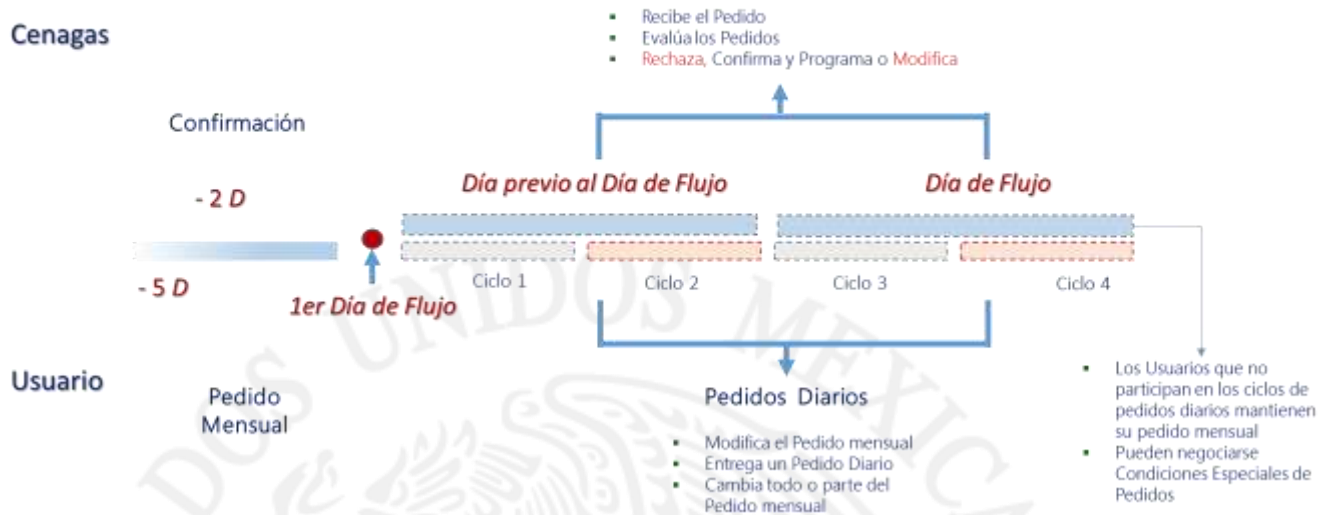 Cenagas
▪ Recibe el Pedido
▪ Evalúa los Pedidos
▪ Rechaza, Confirma y Programa o Modifica
Confirmación
- 2 D
Día previo al Día de Flujo
Día de Flujo
- 5 D
1er Día de Flujo
Ciclo 1
Ciclo 2
Ciclo 3
Ciclo 4
Usuario
Pedido
Mensual
Pedidos Diarios
▪ Modifica el Pedido mensual
▪ Entrega un Pedido Diario
▪ Cambia todo o parte del
Pedido mensual
▪ Los Usuarios que no
participan en los ciclos de
pedidos diarios mantienen
su pedido mensual
▪ Pueden negociarse
Condiciones Especiales de
Pedidos
DOS UNIDOS MEXICA